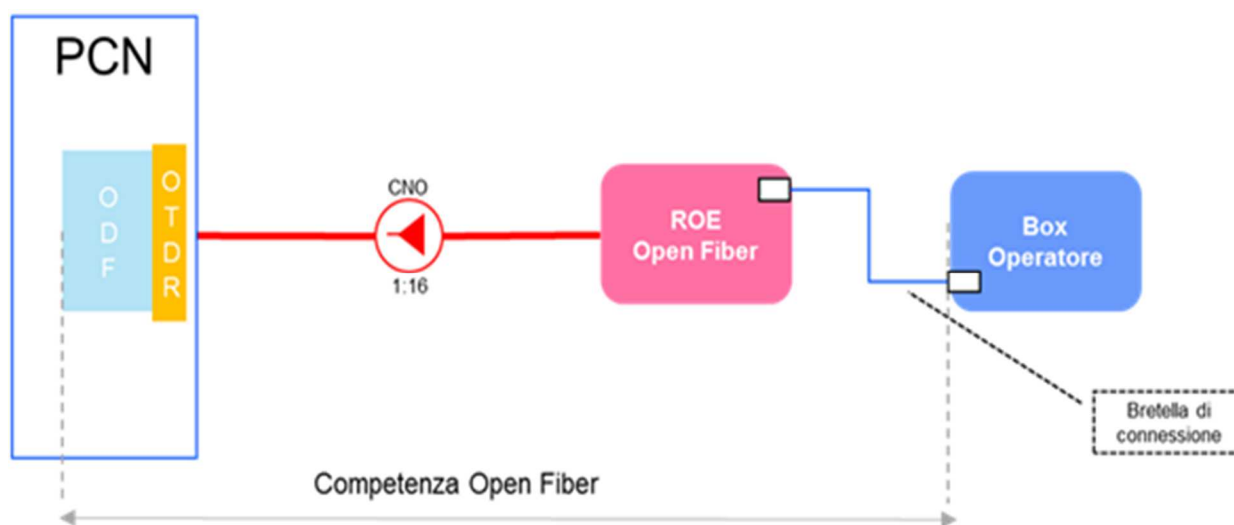 PCN
O
D
F
O
T
D
R
CNO
1:16
ROE
Open Fiber
Box
Operatore
Bretella di
connessione
Competenza Open Fiber